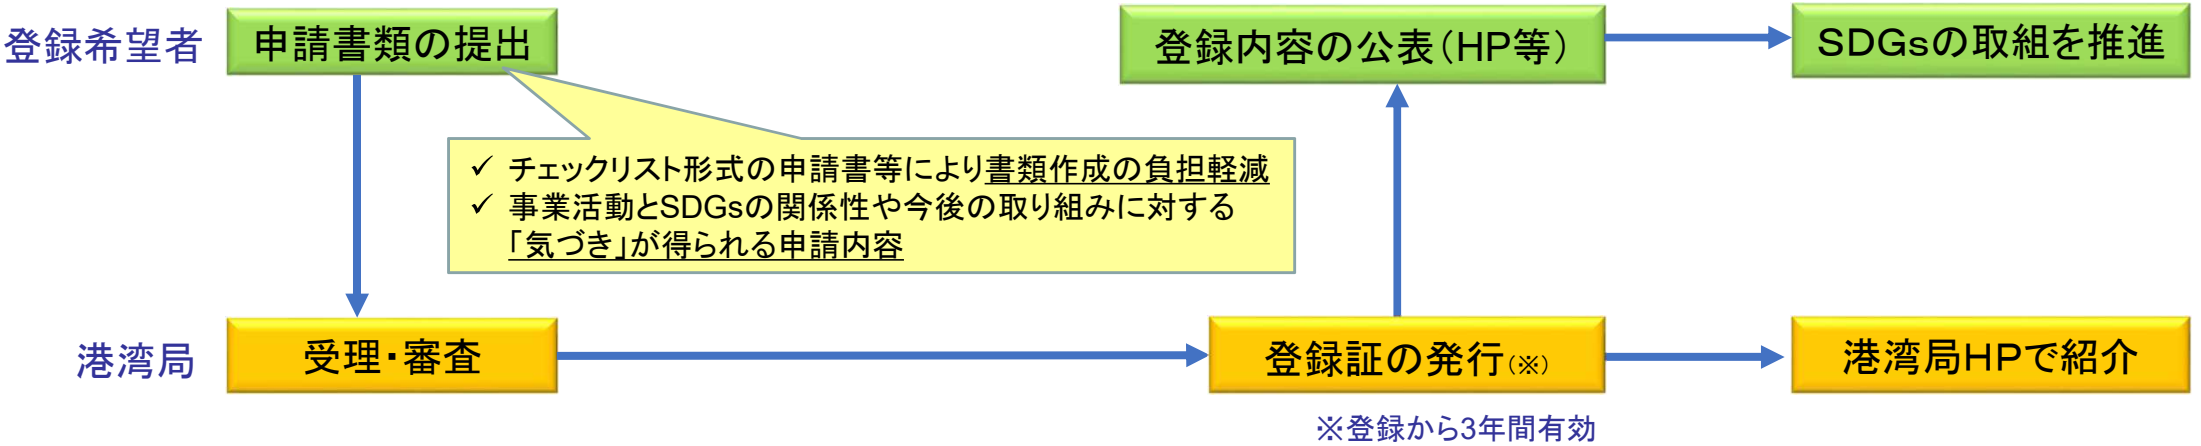 登録希望者
申請書類の提出
登録内容の公表(HP等)
SDGsの取組を推進
✓ チェックリスト形式の申請書等により書類作成の負担軽減
✓ 事業活動とSDGsの関係性や今後の取り組みに対する
「気づき」が得られる申請内容
港湾局
受理・審査
登録証の発行(※)
港湾局HPで紹介
※登録から3年間有効